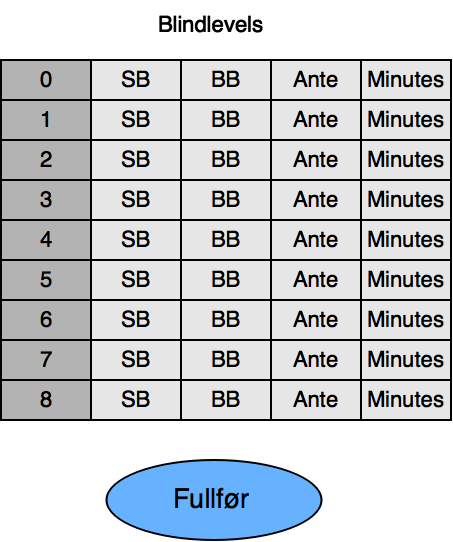 Blindlevels
0 SB BB Ante Minutes
1 SB BB Ante Minutes
2 SB BB Ante Minutes
3 SB BB Ante Minutes
4 SB BB Ante Minutes
5 SB BB Ante Minutes
6 SB BB Ante Minutes
7 SB BB Ante Minutes
8 SB BB Ante Minutes
Fullfør